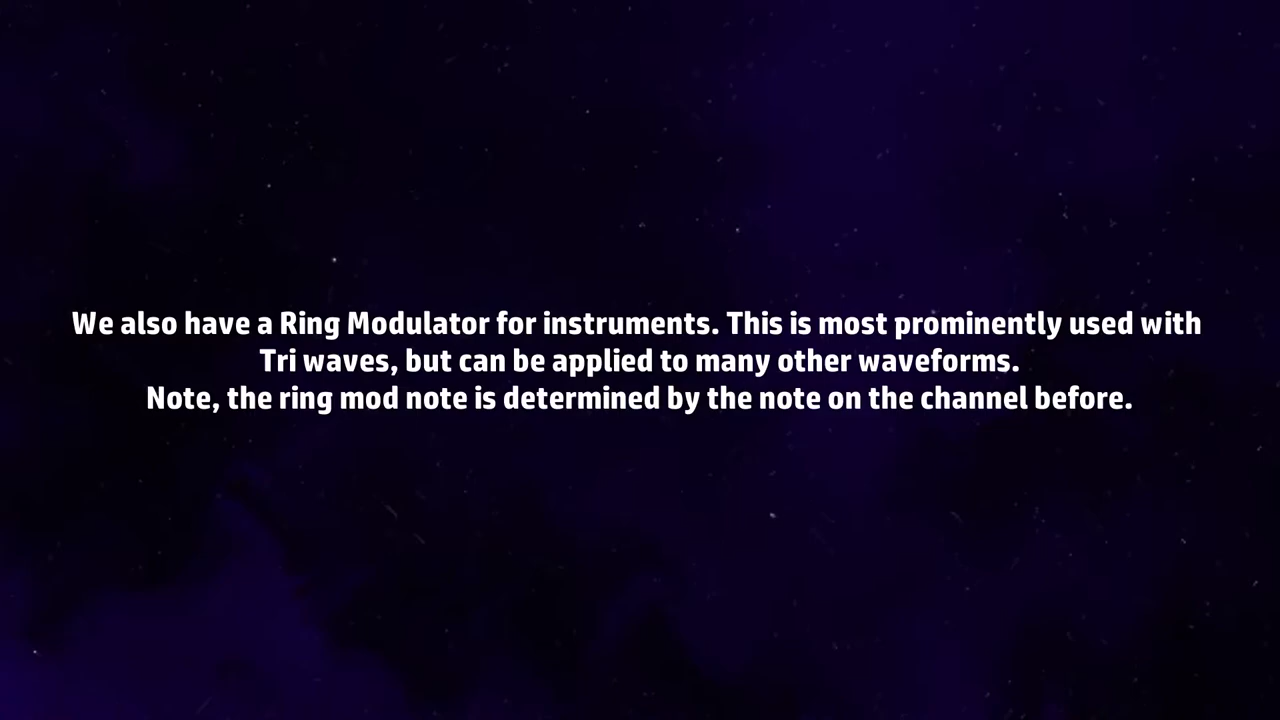 We also have a Ring Modulator for instruments. This is most prominently used with
Tri waves, but can be applied to many other waveforms.
Note, the ring mod note is determined by the note on the channel before.